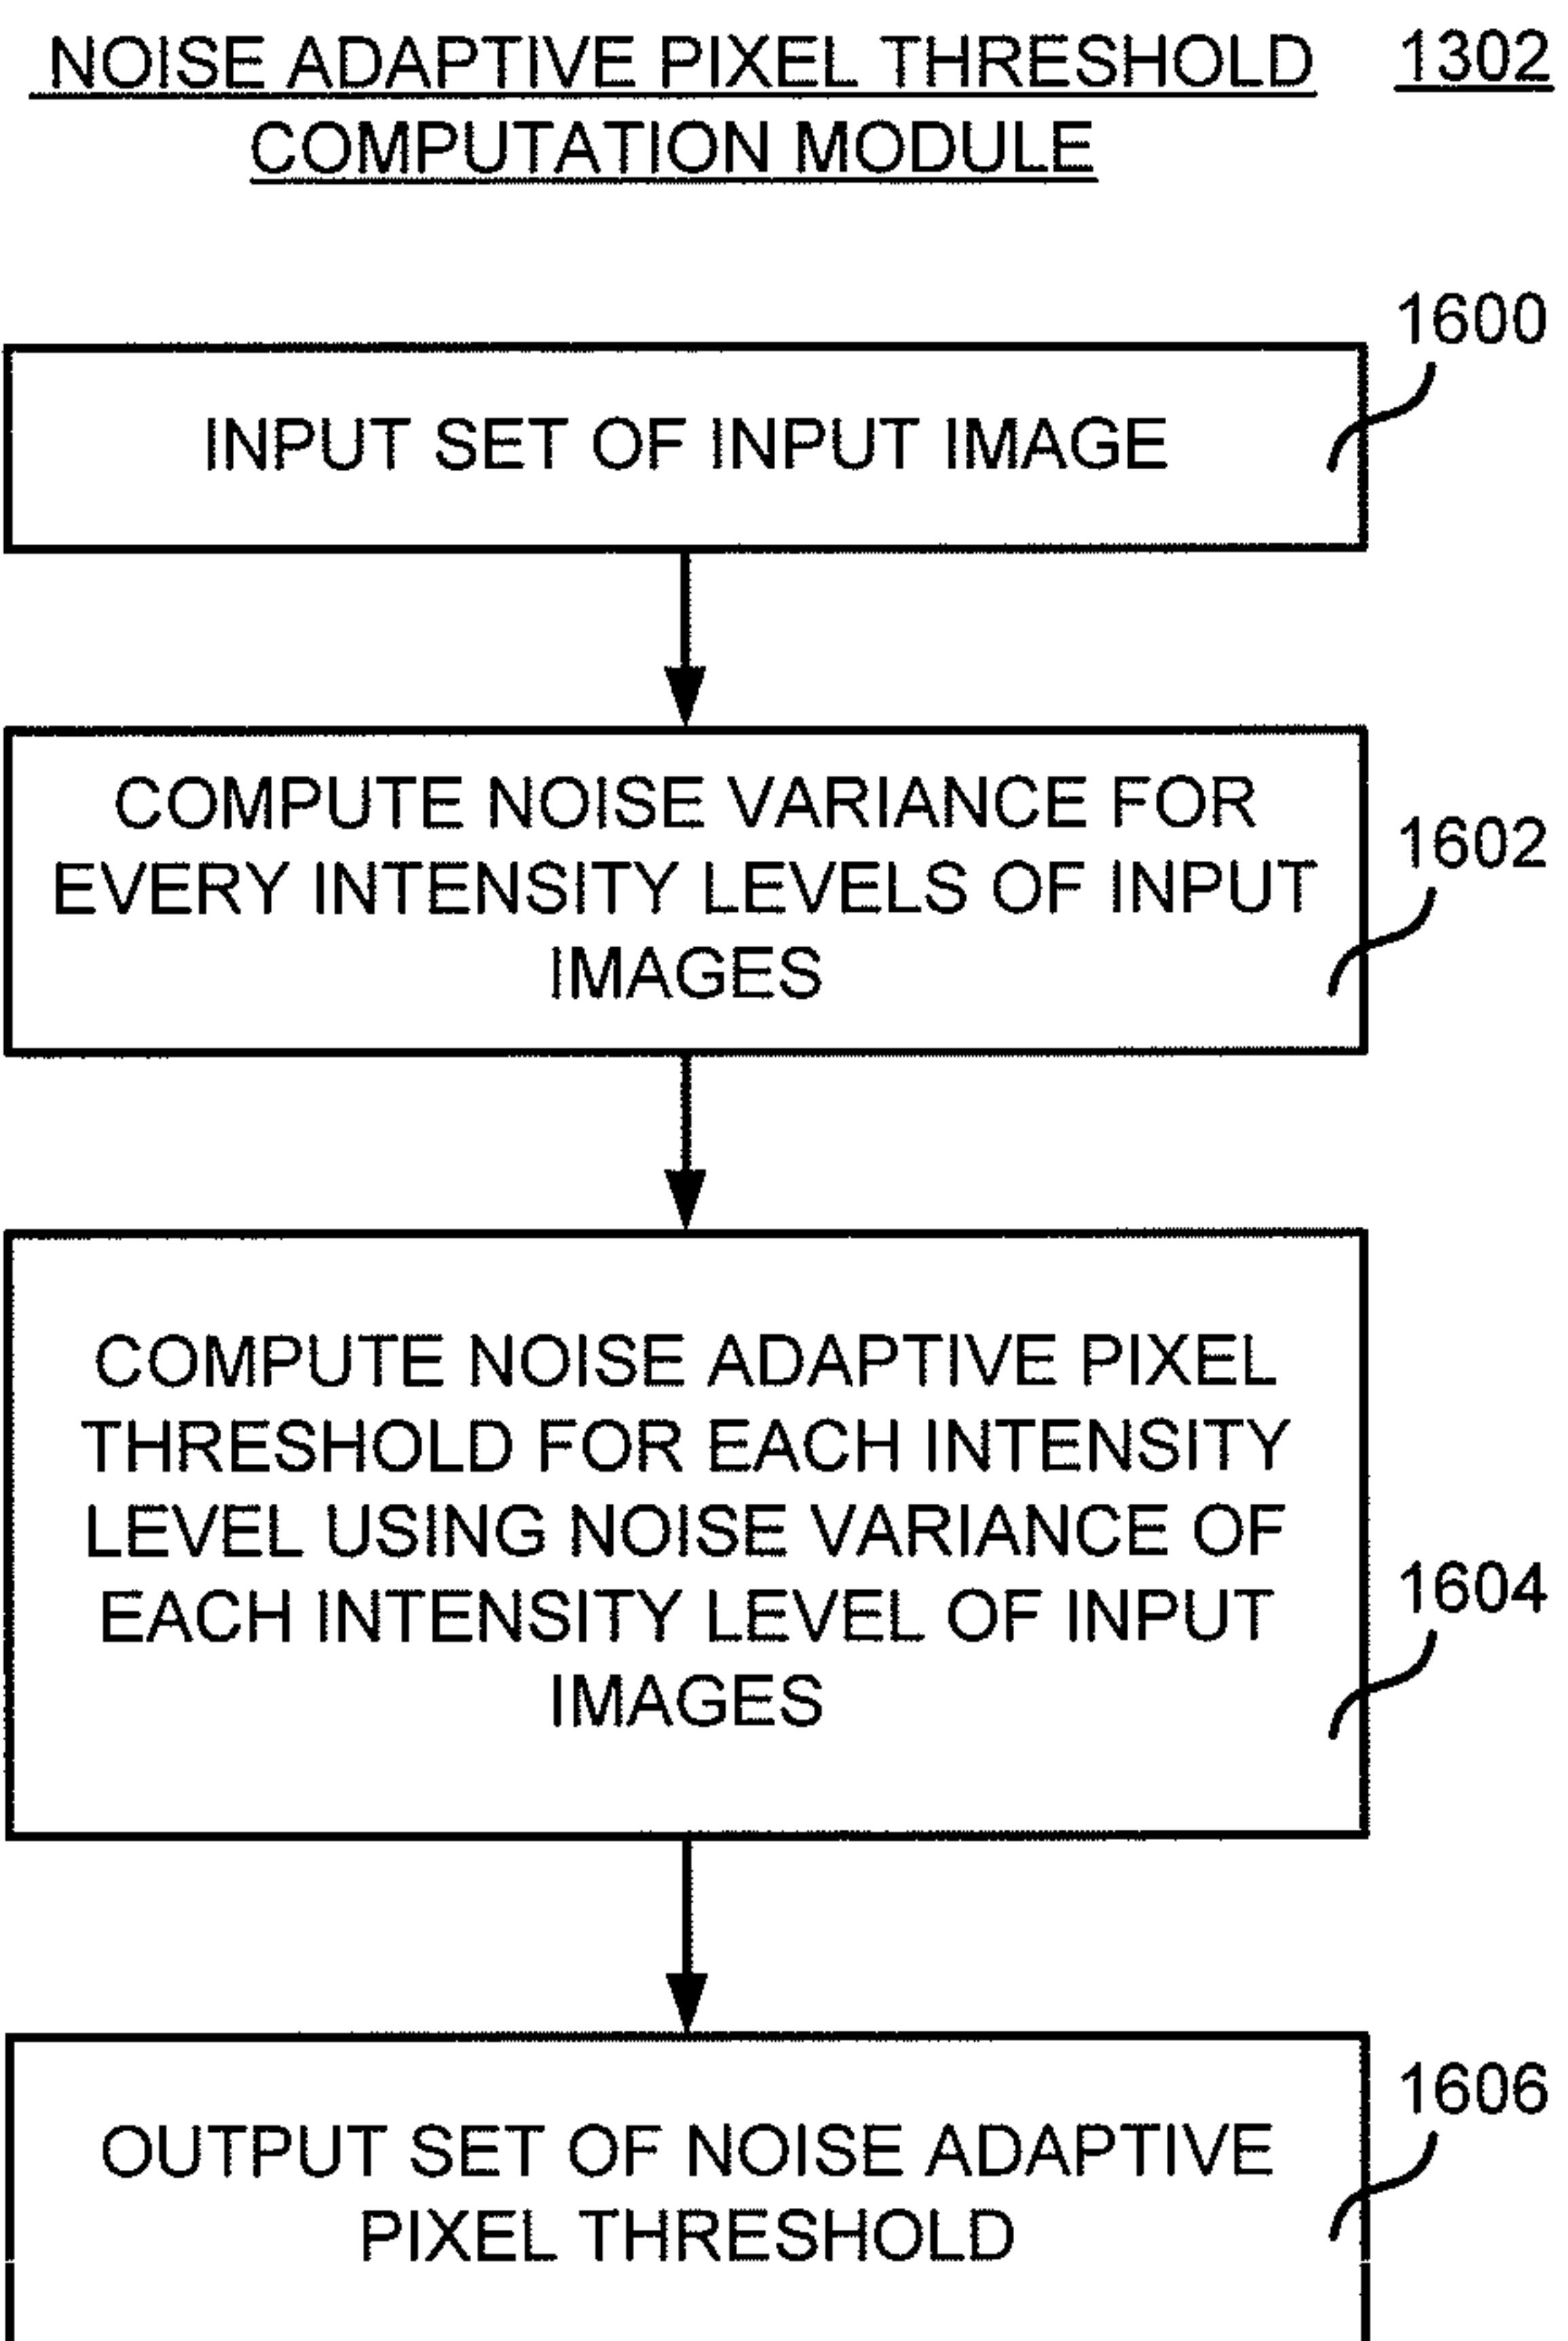 NOISE ADAPTIVE PIXEL THRESHOLD 1302
COMPUTATION MODULE
1600
INPUT SET OF INPUT IMAGE
COMPUTE NOISE VARIANCE FOR
1602
EVERY INTENSITY LEVELS OF INPUT
IMAGES
COMPUTE NOISE ADAPTIVE PIXEL
THRESHOLD FOR EACH INTENSITY
LEVEL USING NOISE VARIANCE OF
1604
EACH INTENSITY LEVEL OF INPUT
IMAGES
1606
OUTPUT SET OF NOISE ADAPTIVE
PIXEL THRESHOLD